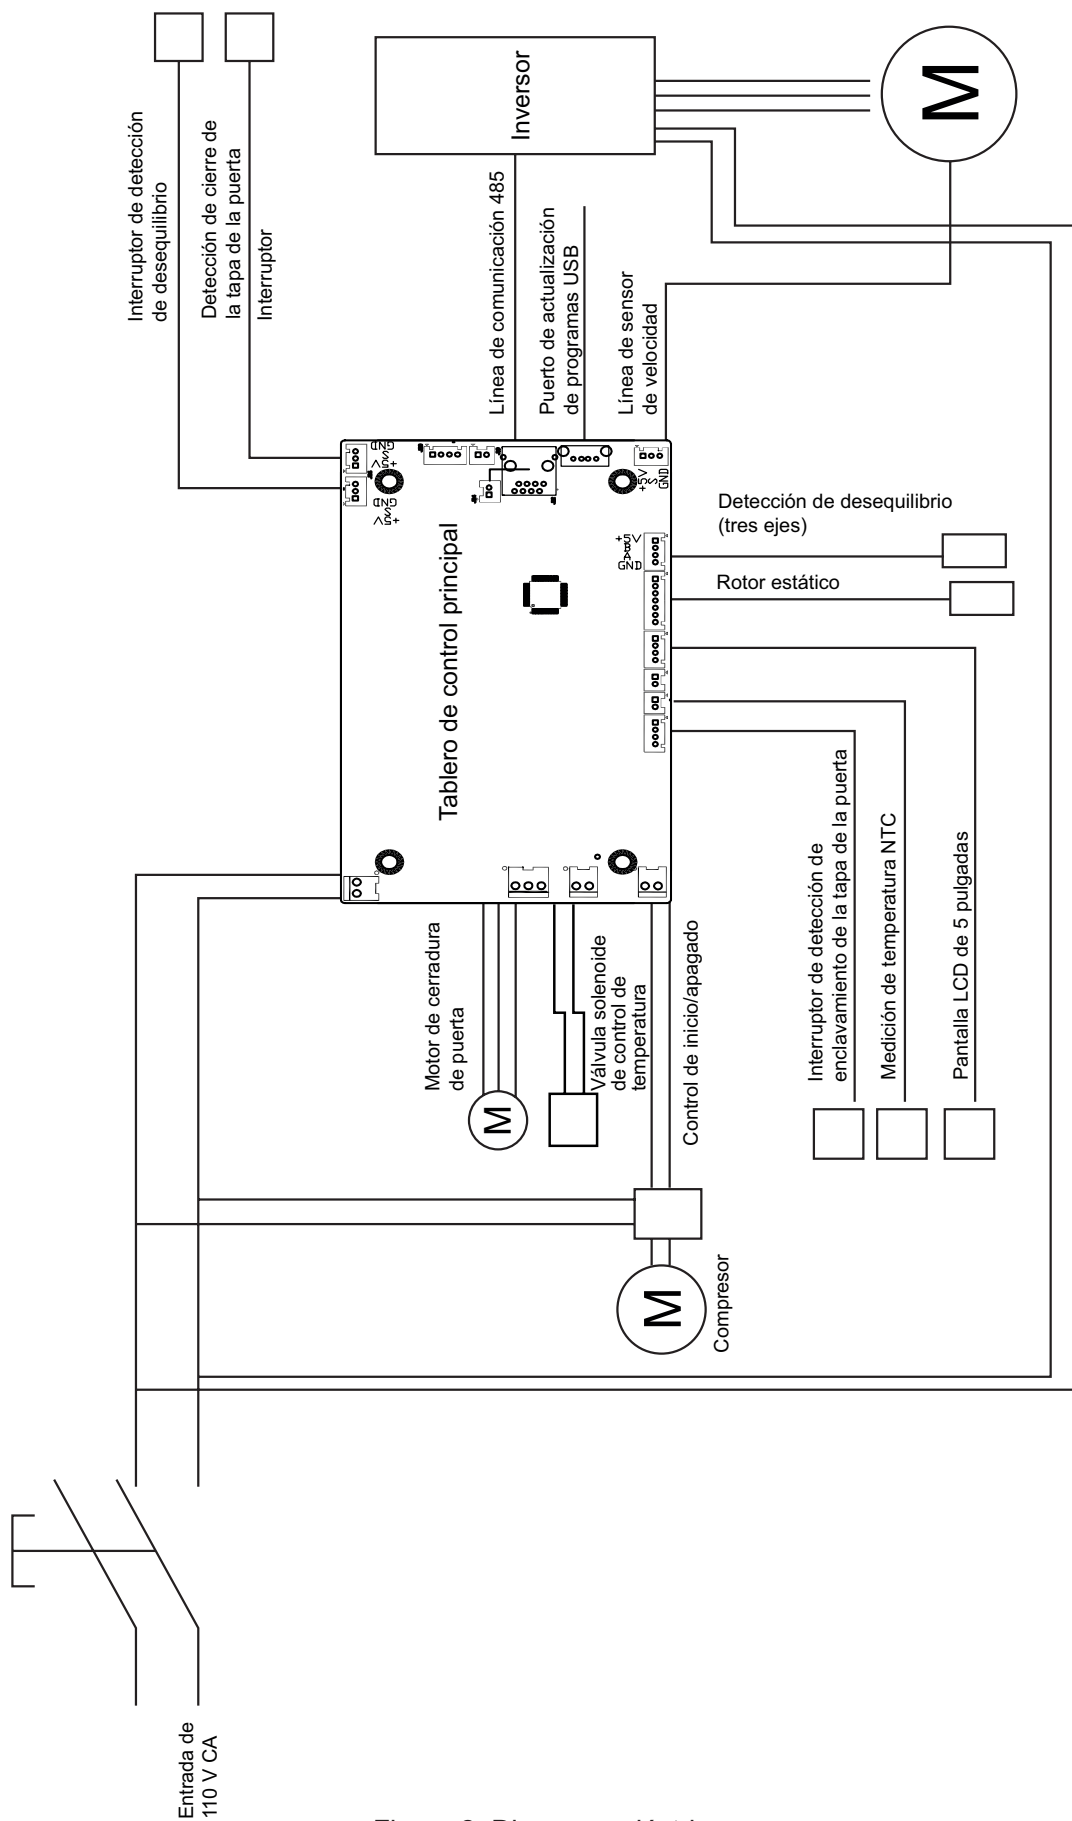 Interruptor de detección
de desequilibrio
Detección de cierre de
la tapa de la puerta
Interruptor
Inversor
M
Línea de comunicación 485
Puerto de actualización
de programas USB
Línea de sensor
de velocidad
GND
S
+5V
GND
S
+5V
+5V
S
GND
Tablero de control principal
+5V
B
A
GND
Detección de desequilibrio
(tres ejes)
Rotor estático
Motor de cerradura
de puerta
M
Válvula solenoide
de control de
temperatura
Control de inicio/apagado
M
Compresor
Interruptor de detección de
enclavamiento de la tapa de la puerta
Medición de temperatura NTC
Pantalla LCD de 5 pulgadas
Entrada de
110 V CA